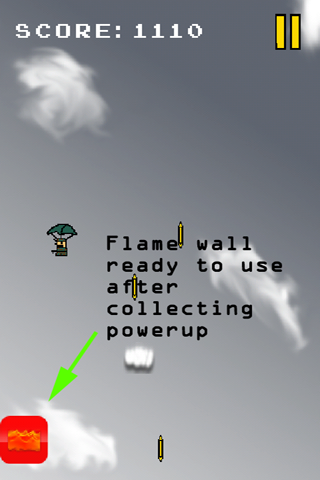 SCORE: 1110
Flame wall
ready to use
after
collecting
powerup